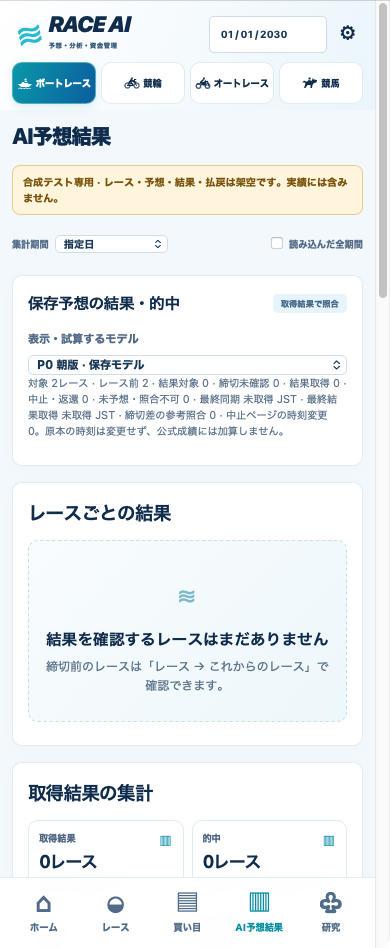 RACE AI
予想・分析・資金管理
01/01/2030
ボートレース
競輪
オートレース
競馬
AI予想結果
合成テスト専用・レース・予想・結果・払戻は架空です。実績には含み
ません。
集計期間
指定日
読み込んだ全期間
保存予想の結果・的中
取得結果で照合
表示・試算するモデル
P0 朝版・保存モデル
対象 2レース・レース前 2・結果対象 0・締切未確認 0・結果取得 0・
中止・返還 0・未予想・照合不可 0・最終同期 未取得 JST・最終結
果取得 未取得 JST・締切差の参考照合 0・中止ページの時刻変更
0。原本の時刻は変更せず、公式成績には加算しません。
レースごとの結果
結果を確認するレースはまだありません
締切前のレースは「レース → これからのレース」で
確認できます。
取得結果の集計
取得結果
0レース
的中
0レース
ホーム
レース
買い目
AI予想結果
研究